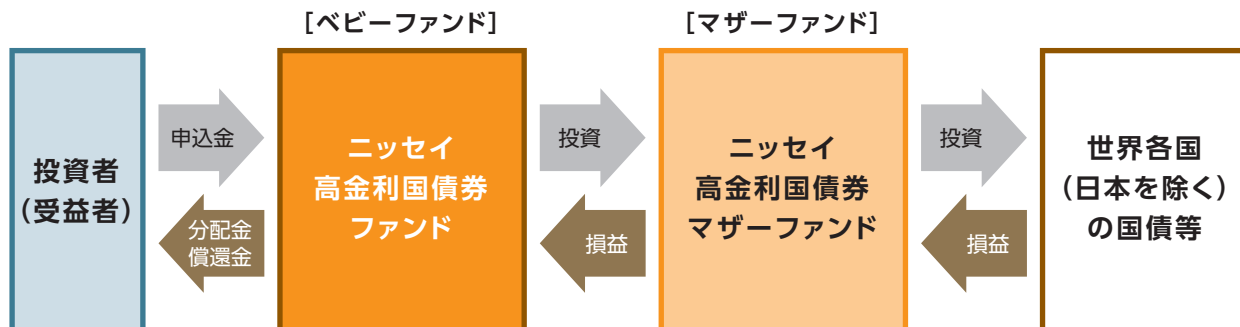 [ベビーファンド]
[マザーファンド]
投資者
(受益者)
申込金
分配金
償還金
ニッセイ
高金利国債券
ファンド
投資
損益
ニッセイ
高金利国債券
マザーファンド
投資
損益
世界各国
(日本を除く)
の国債等